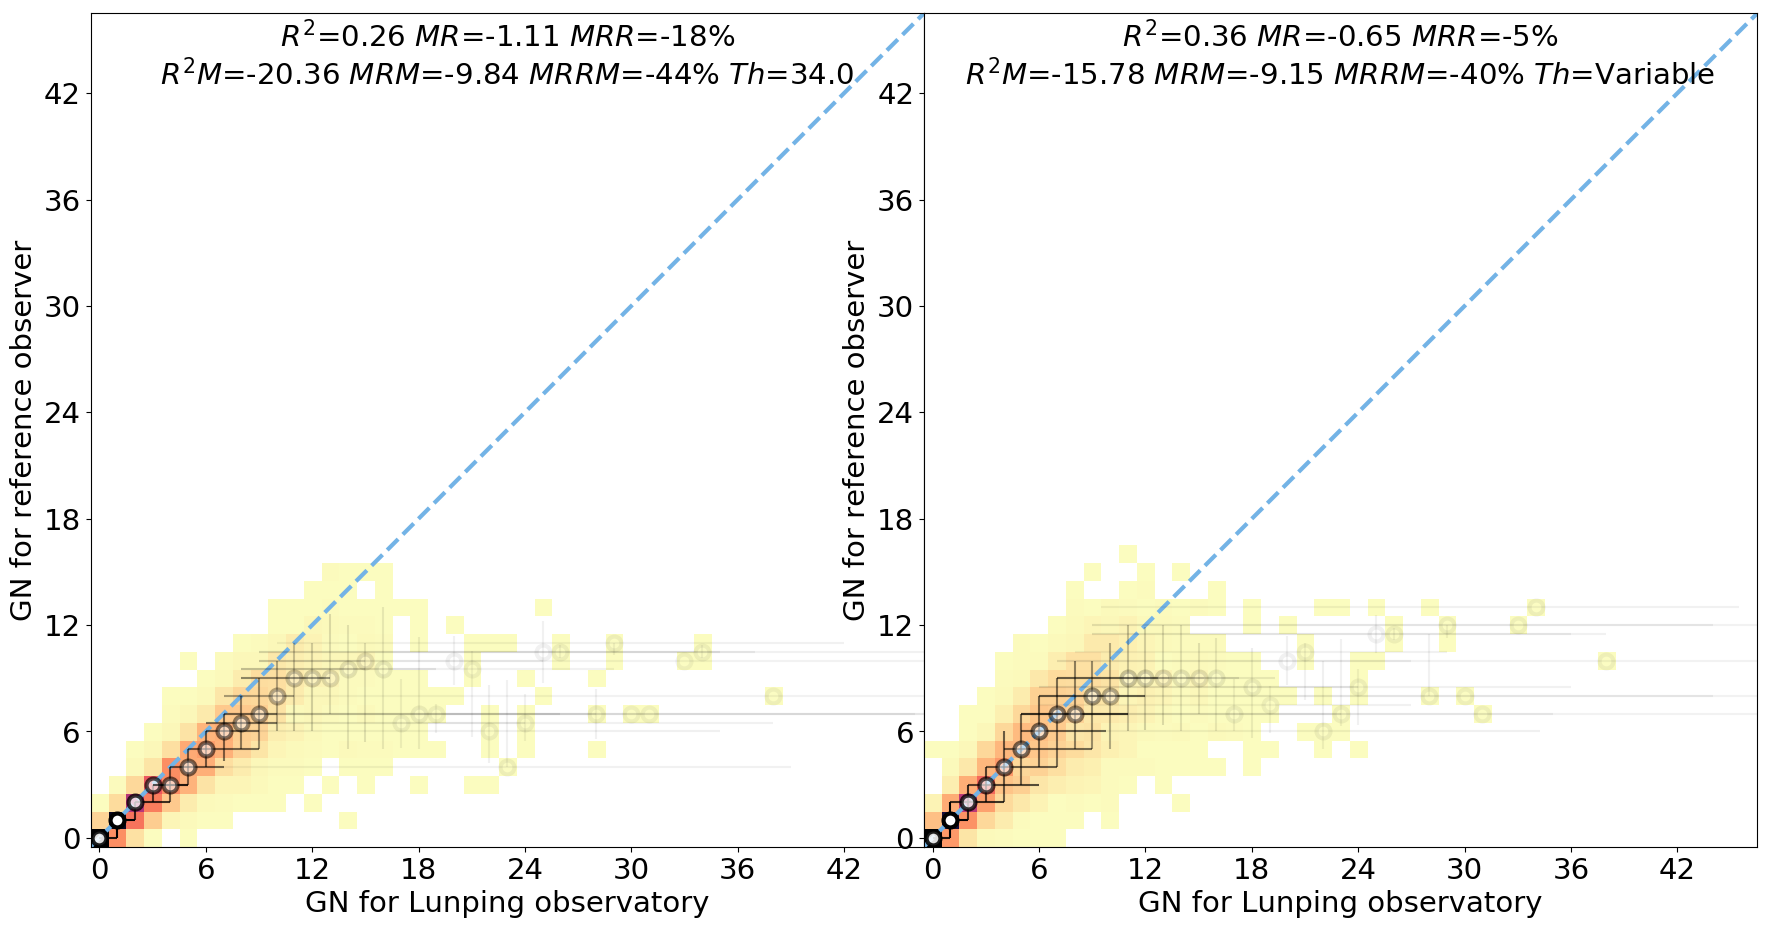 R²=0.26 MR=-1.11 MRR=-18%
R²M=-20.36 MRM=-9.84 MRRM=-44% Th=34.0
GN for reference observer
42
36
30
24
18
12
6
0
0 6 12 18 24 30 36 42
GN for Lunping observatory
R²=0.36 MR=-0.65 MRR=-5%
R²M=-15.78 MRM=-9.15 MRRM=-40% Th=Variable
GN for reference observer
42
36
30
24
18
12
6
0
0 6 12 18 24 30 36 42
GN for Lunping observatory